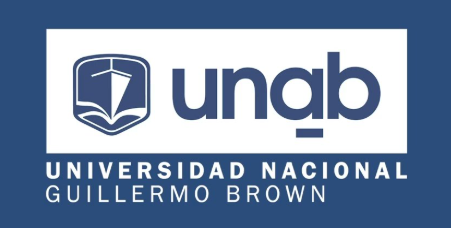 unab
UNIVERSIDAD NACIONAL
GUILLERMO BROWN